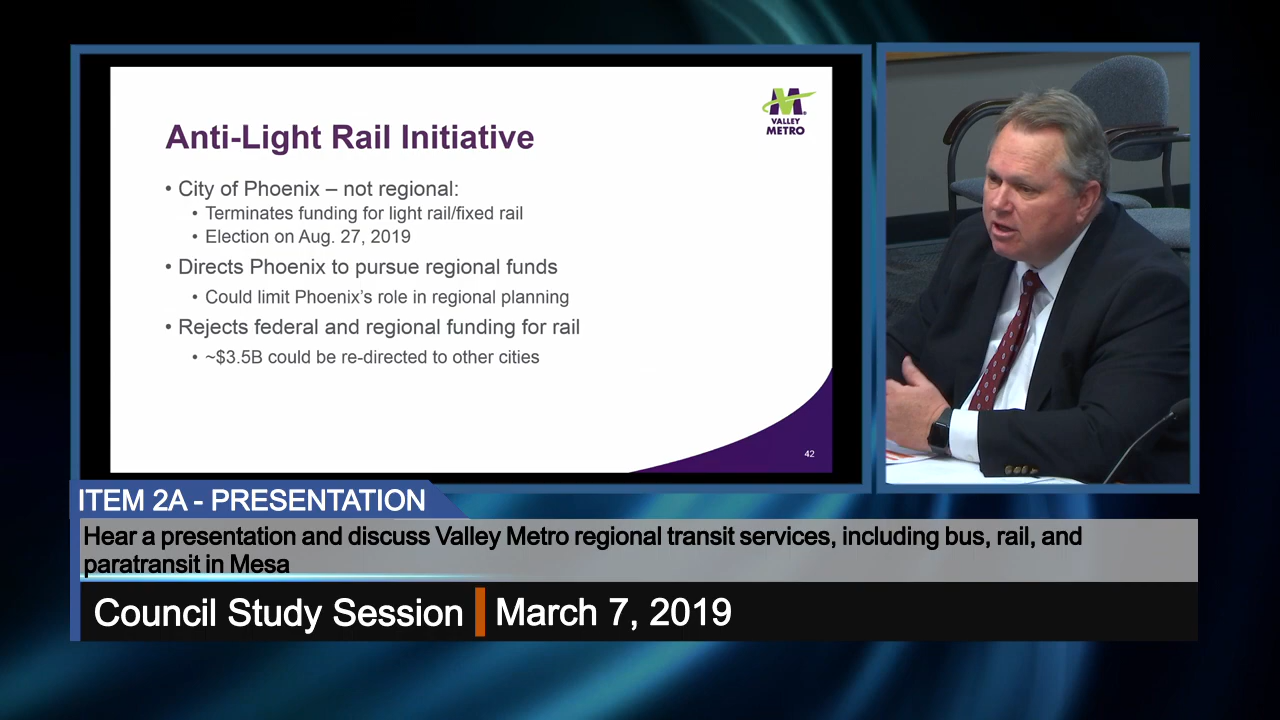 VALLEY
METRO
Anti-Light Rail Initiative
• City of Phoenix – not regional:
• Terminates funding for light rail/fixed rail
• Election on Aug. 27, 2019
• Directs Phoenix to pursue regional funds
• Could limit Phoenix's role in regional planning
• Rejects federal and regional funding for rail
• ~$3.5B could be re-directed to other cities
42
ITEM 2A - PRESENTATION
Hear a presentation and discuss Valley Metro regional transit services, including bus, rail, and
paratransit in Mesa
Council Study Session March 7, 2019